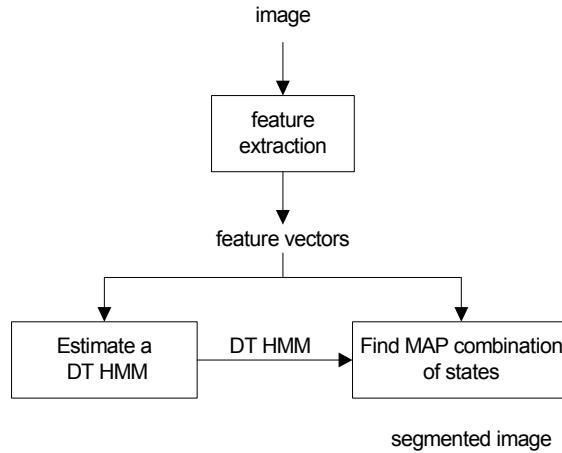 image
feature
extraction
feature vectors
Estimate a
DT HMM
DT HMM
Find MAP combination
of states
segmented image